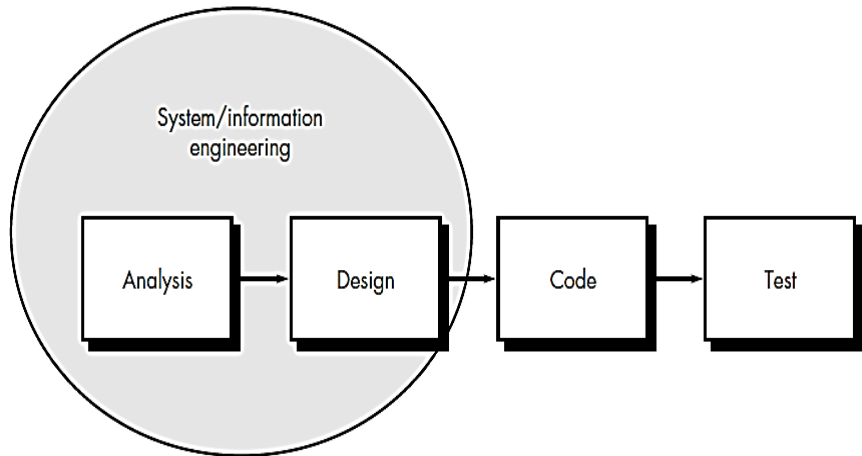 System/information
engineering
Analysis
Design
Code
Test